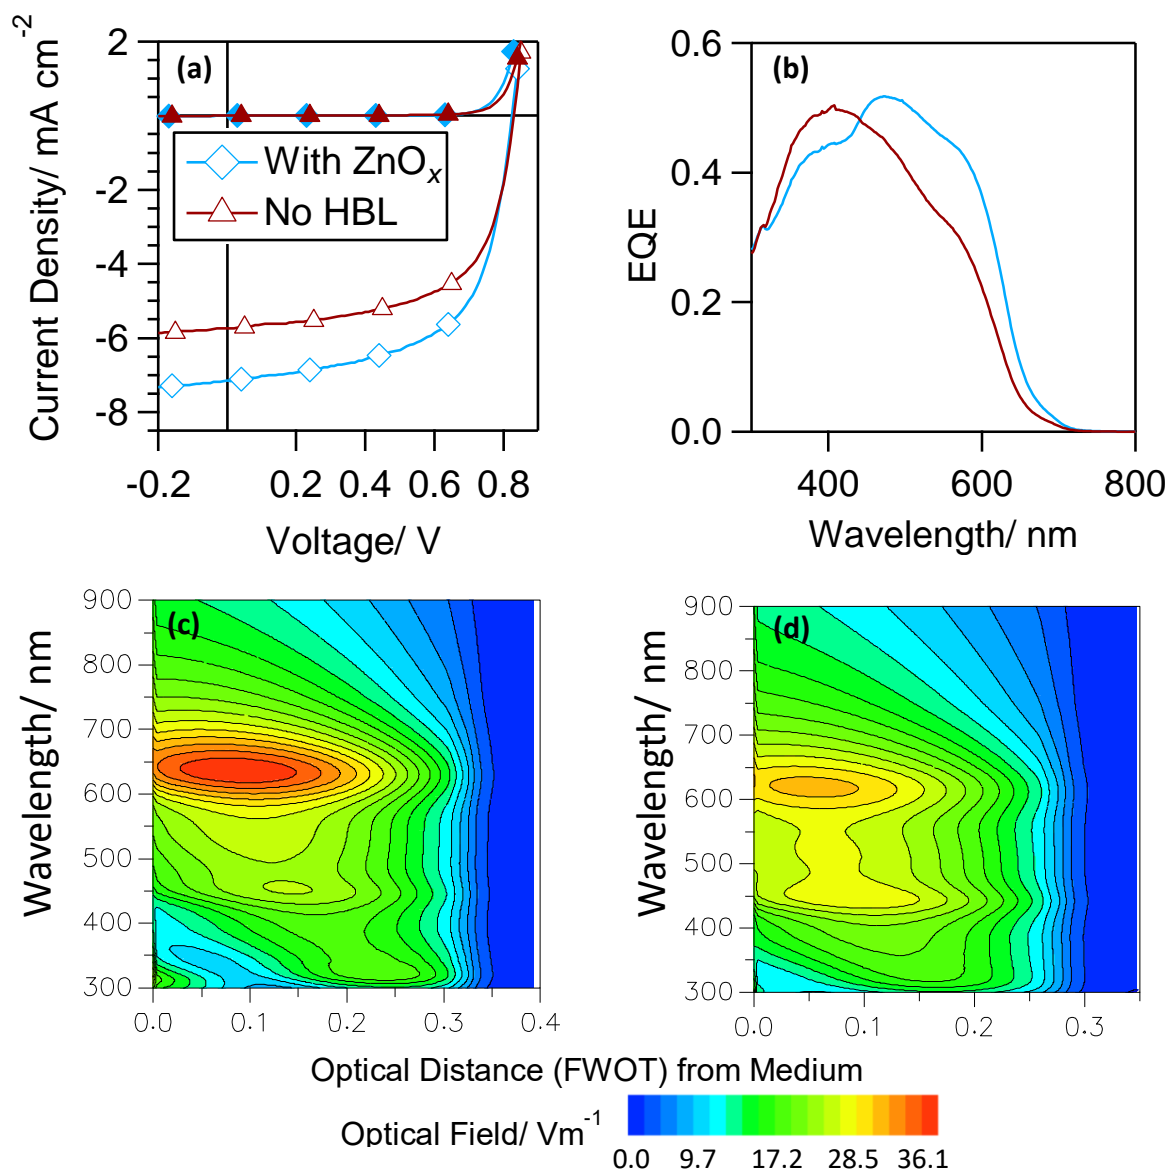 (a)
Current Density/ mA cm-2
2
-2
-4
-6
-8
With ZnOx
No HBL
-0.2
0.2
0.4
0.6
0.8
Voltage/ V
(b)
EQE
0.6
0.4
0.2
0.0
400
600
800
Wavelength/ nm
(c)
Wavelength/ nm
900
800
700
600
500
400
300
0.0
0.1
0.2
0.3
0.4
(d)
Wavelength/ nm
900
800
700
600
500
400
300
0.0
0.1
0.2
0.3
Optical Distance (FWOT) from Medium
Optical Field/ Vm-1
0.0 9.7 17.2 28.5 36.1